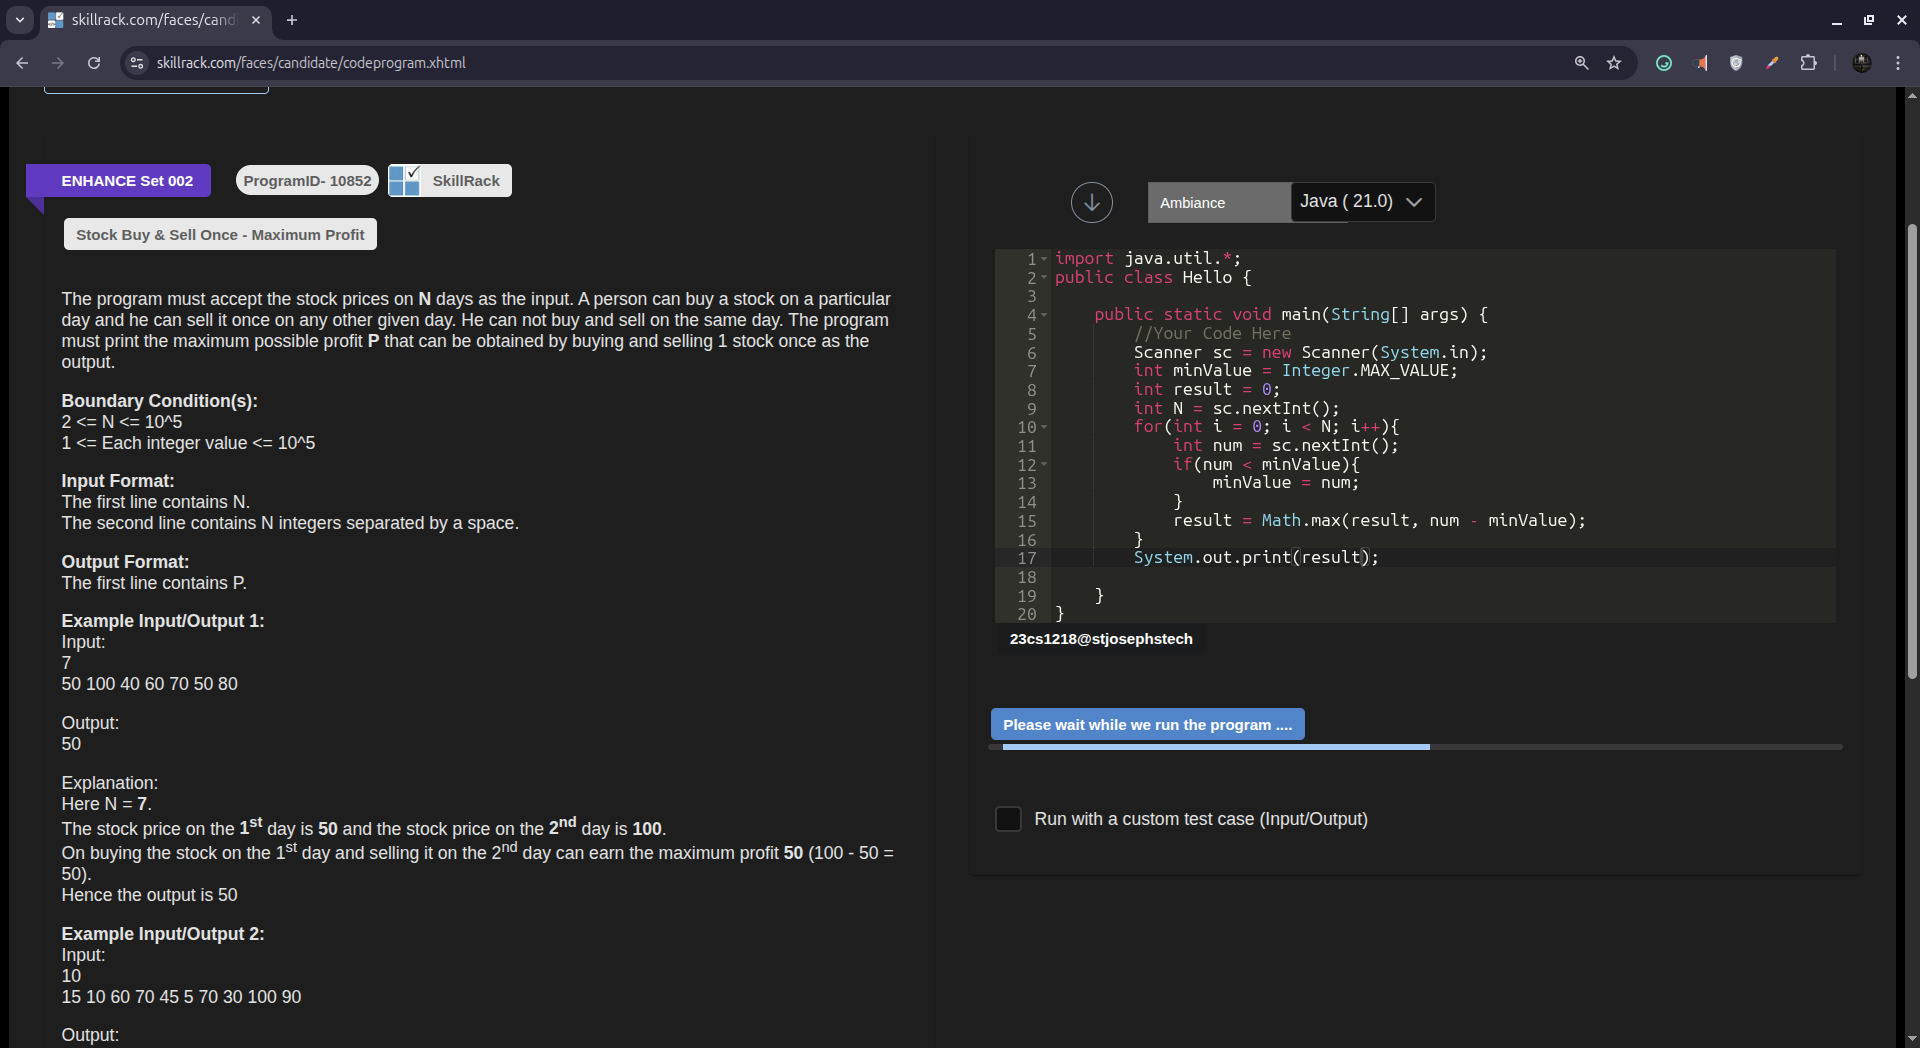 skillrack.com/faces/candi
skillrack.com/faces/candidate/codeprogram.xhtml
ENHANCE Set 002
ProgramID- 10852
SkillRack
Stock Buy & Sell Once - Maximum Profit
The program must accept the stock prices on N days as the input. A person can buy a stock on a particular
day and he can sell it once on any other given day. He can not buy and sell on the same day. The program
must print the maximum possible profit P that can be obtained by buying and selling 1 stock once as the
output.
Boundary Condition(s):
2 <= N <= 10^5
1 <= Each integer value <= 10^5
Input Format:
The first line contains N.
The second line contains N integers separated by a space.
Output Format:
The first line contains P.
Example Input/Output 1:
Input:
7
50 100 40 60 70 50 80
Output:
50
Explanation:
Here N = 7.
The stock price on the 1st day is 50 and the stock price on the 2nd day is 100.
On buying the stock on the 1st day and selling it on the 2nd day can earn the maximum profit 50 (100 - 50 =
50).
Hence the output is 50
Example Input/Output 2:
Input:
10
15 10 60 70 45 5 70 30 100 90
Output:
Ambiance
Java ( 21.0)
1 import java.util.*;
2 public class Hello {
3
4 public static void main(String[] args) {
5 //Your Code Here
6 Scanner sc = new Scanner(System.in);
7 int minValue = Integer.MAX_VALUE;
8 int result = 0;
9 int N = sc.nextInt();
10 for(int i = 0; i < N; i++){
11 int num = sc.nextInt();
12 if(num < minValue){
13 minValue = num;
14 }
15 result = Math.max(result, num - minValue);
16 }
17 System.out.print(result);
18
19 }
20 }
23cs1218@stjosephstech
Please wait while we run the program ....
Run with a custom test case (Input/Output)